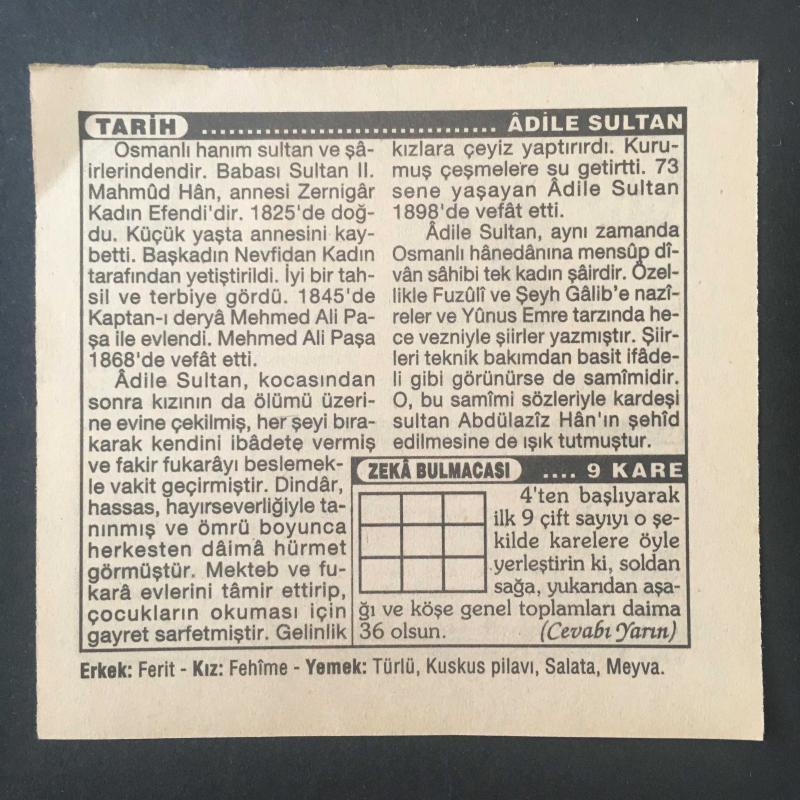 TARİH ................................. ÂDİLE SULTAN
Osmanlı hanım sultan ve şâ-
irlerindendir. Babası Sultan II.
Mahmûd Hân, annesi Zernigâr
Kadın Efendi'dir. 1825'de doğ-
du. Küçük yaşta annesini kay-
betti. Başkadın Nevfidan Kadın
tarafından yetiştirildi. İyi bir tah-
sil ve terbiye gördü. 1845'de
Kaptan-ı deryâ Mehmed Ali Pa-
şa ile evlendi. Mehmed Ali Paşa
1868'de vefât etti.
Âdile Sultan, kocasından
sonra kızının da ölümü üzeri-
ne evine çekilmiş, her şeyi bıra-
karak kendini ibâdete vermiş
ve fakir fukarâyı beslemek-
le vakit geçirmiştir. Dindâr,
hassas, hayırseverliğiyle ta-
nınmış ve ömrü boyunca
herkesten dâimâ hürmet
görmüştür. Mekteb ve fu-
karâ evlerini tâmir ettirip,
çocukların okuması için
gayret sarfetmiştir. Gelinlik
kızlara çeyiz yaptırırdı. Kuru-
muş çeşmelere su getirtti. 73
sene yaşayan Âdile Sultan
1898'de vefât etti.
Âdile Sultan, aynı zamanda
Osmanlı hânedânına mensûp dî-
vân sâhibi tek kadın şâirdir. Özel-
likle Fuzûlî ve Şeyh Gâlib'e nazî-
reler ve Yûnus Emre tarzında he-
ce vezniyle şiirler yazmıştır. Şiir-
leri teknik bakımdan basit ifâde-
li gibi görünürse de samîmidir.
O, bu samîmi sözleriyle kardeşi
sultan Abdülazîz Hân'ın şehîd
edilmesine de ışık tutmuştur.
ZEKÂ BULMACASI .... 9 KARE
4'ten başlıyarak
ilk 9 çift sayıyı o şe-
kilde karelere öyle
yerleştirin ki, soldan
sağa, yukarıdan aşa-
ğı ve köşe genel toplamları daima
36 olsun. (Cevabı Yarın)
Erkek: Ferit - Kız: Fehîme - Yemek: Türlü, Kuskus pilavı, Salata, Meyva.